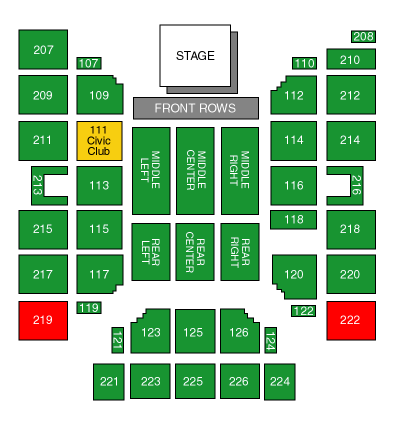 208
207
STAGE
210
107
110
209
109
112
212
FRONT ROWS
211
111
Civic
Club
114
214
MIDDLE
LEFT
MIDDLE
CENTER
MIDDLE
RIGHT
213
113
116
216
215
115
118
218
REAR
LEFT
REAR
CENTER
REAR
RIGHT
217
117
120
220
219
119
122
222
121
123
125
126
124
221
223
225
226
224